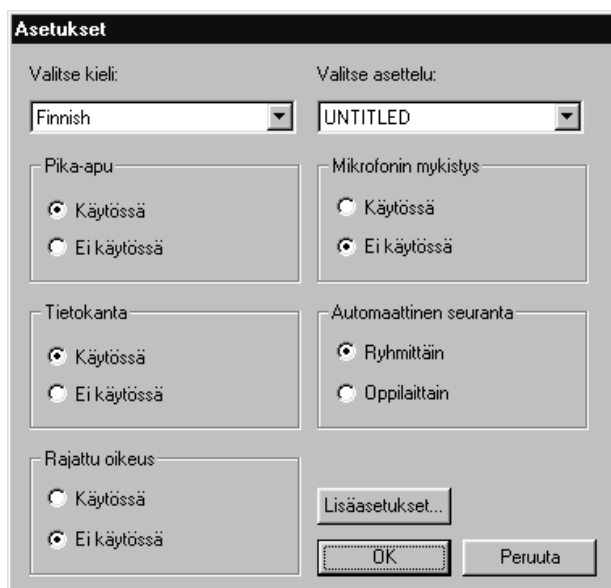 Asetukset
Valitse kieli:
Finnish
Valitse asettelu:
UNTITLED
Pika-apu
Käytössä
Ei käytössä
Mikrofonin mykistys
Käytössä
Ei käytössä
Tietokanta
Käytössä
Ei käytössä
Automaattinen seuranta
Ryhmittäin
Oppilaittain
Rajattu oikeus
Käytössä
Ei käytössä
Lisäasetukset...
OK
Peruuta